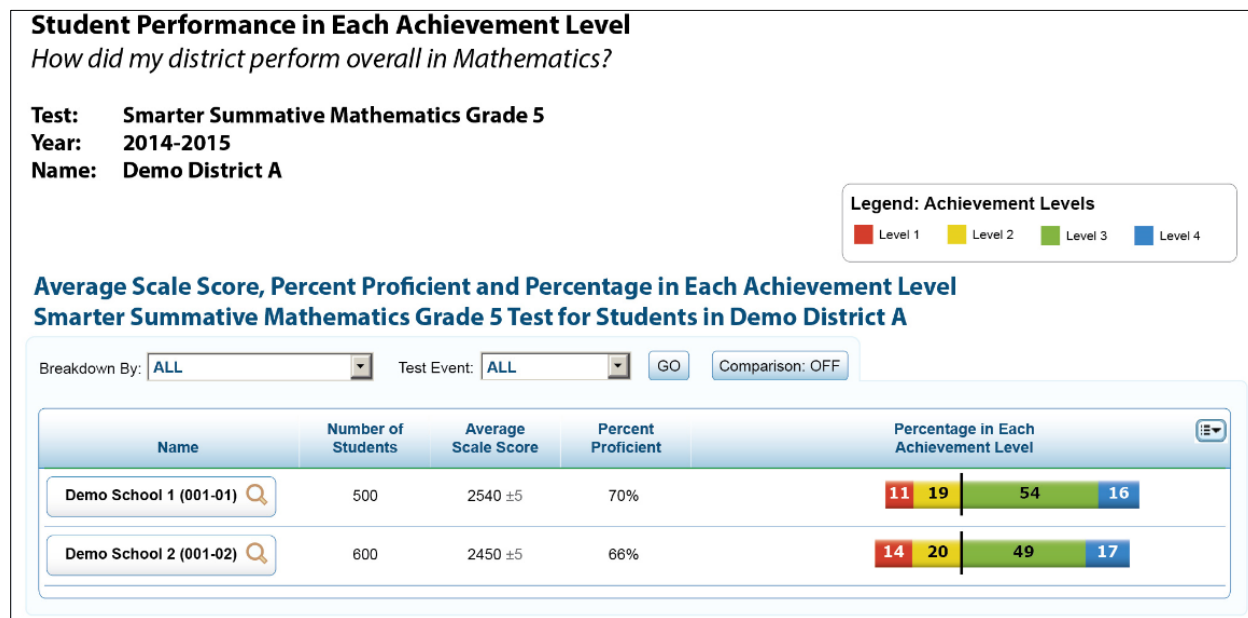 Student Performance in Each Achievement Level
How did my district perform overall in Mathematics?
Test: Smarter Summative Mathematics Grade 5
Year: 2014-2015
Name: Demo District A
Legend: Achievement Levels
Level 1 Level 2 Level 3 Level 4
Average Scale Score, Percent Proficient and Percentage in Each Achievement Level
Smarter Summative Mathematics Grade 5 Test for Students in Demo District A
Breakdown By: ALL Test Event: ALL GO Comparison: OFF
Name Number of Students Average Scale Score Percent Proficient Percentage in Each Achievement Level
Demo School 1 (001-01) 500 2540 ±5 70% 11 19 54 16
Demo School 2 (001-02) 600 2450 ±5 66% 14 20 49 17